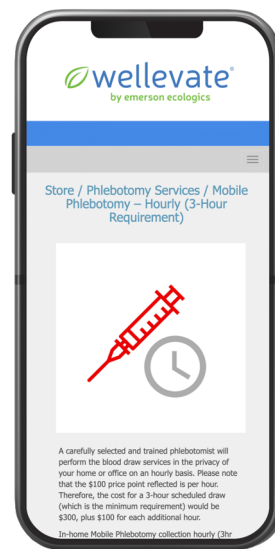 wellevate®
by emerson ecologics
Store / Phlebotomy Services / Mobile
Phlebotomy – Hourly (3-Hour
Requirement)
A carefully selected and trained phlebotomist will
perform the blood draw services in the privacy of
your home or office on an hourly basis. Please note
that the $100 price point reflected is per hour.
Therefore, the cost for a 3-hour scheduled draw
(which is the minimum requirement) would be
$300, plus $100 for each additional hour.
In-home Mobile Phlebotomy collection hourly (3hr